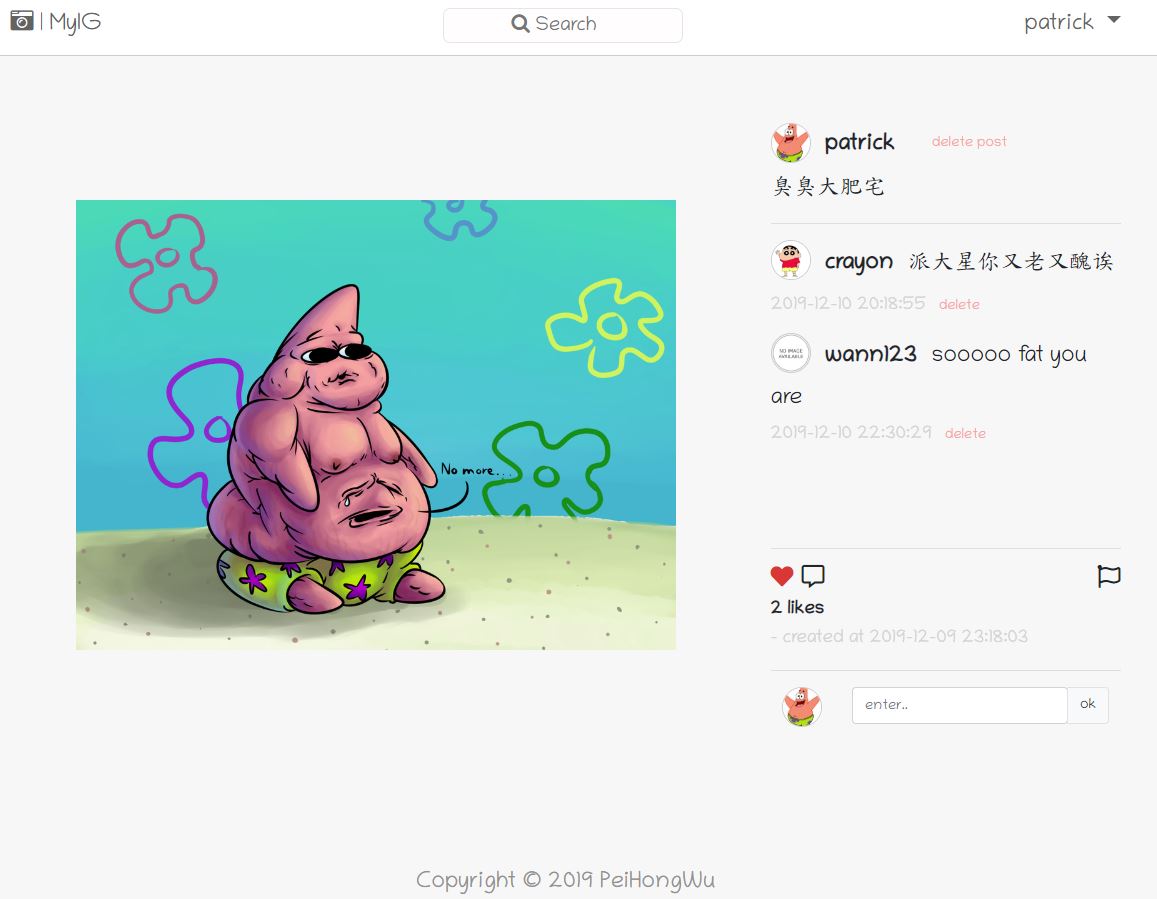 | MyIG
Search
patrick
patrick delete post
臭臭大肥宅
crayon 派大星你又老又醜诶
2019-12-10 20:18:55 delete
NO IMAGE
AVAILABLE
wann123 sooooo fat you
are
2019-12-10 22:30:29 delete
No more...
2 likes
- created at 2019-12-09 23:18:03
enter..
ok
Copyright © 2019 PeiHongWu